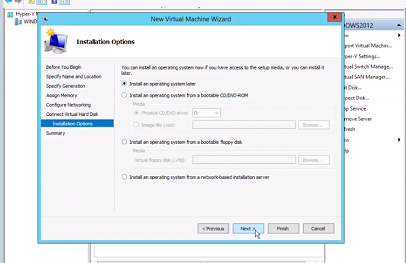 Hyper-V M
WIND
New Virtual Machine Wizard
Installation Options
Before You Begin
Specify Name and Location
Specify Generation
Assign Memory
Configure Networking
Connect Virtual Hard Disk
Installation Options
Summary
You can install an operating system now if you have access to the setup media, or you can install it
later.
Install an operating system later
Install an operating system from a bootable CD/DVD-ROM
Media
Physical CD/DVD drive:
Image file (.iso):
Browse...
Install an operating system from a bootable floppy disk
Media
Virtual floppy disk (.vfd):
Browse...
Install an operating system from a network-based installation server
< Previous
Next >
Finish
Cancel
OWS2012
port Virtual Machine...
per-V Settings...
tual Switch Manager...
tual SAN Manager...
it Disk...
pect Disk...
p Service
move Server
fresh
w
lp